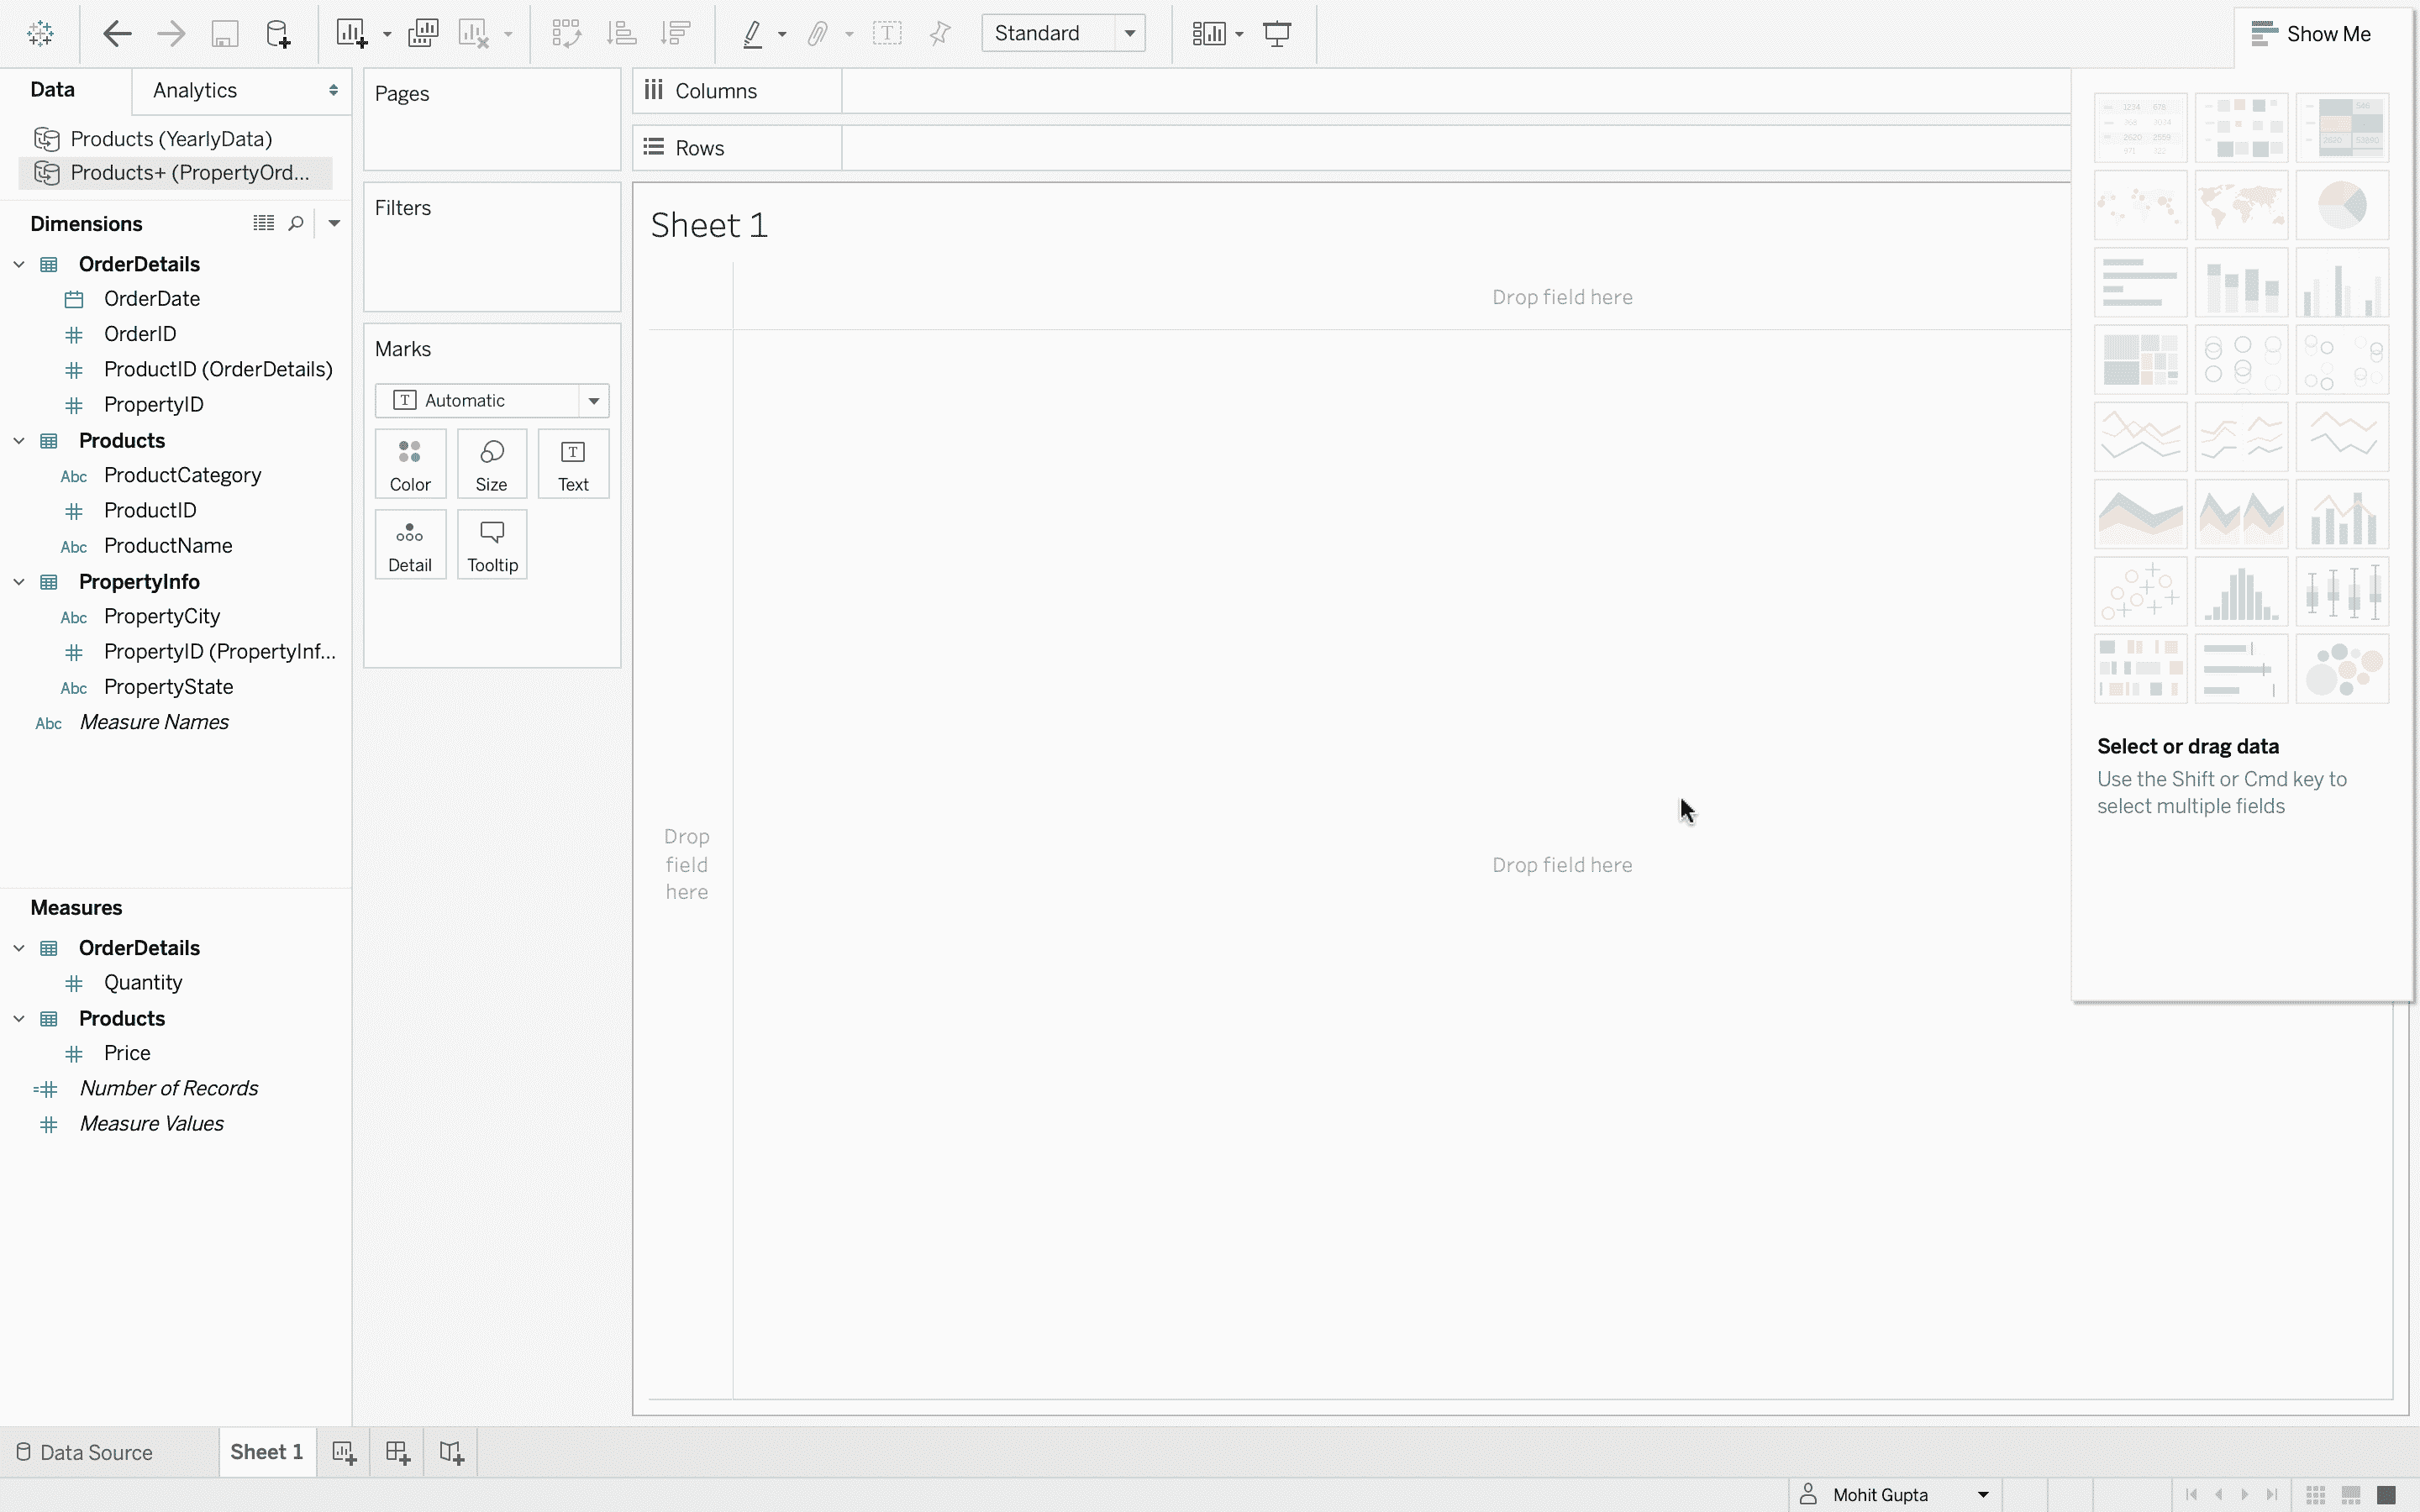 Standard
Show Me
Data
Analytics
Products (YearlyData)
Products+ (PropertyOrd...
Dimensions
OrderDetails
OrderDate
OrderID
ProductID (OrderDetails)
PropertyID
Products
Abc ProductCategory
ProductID
Abc ProductName
PropertyInfo
Abc PropertyCity
PropertyID (PropertyInf...
Abc PropertyState
Abc Measure Names
Measures
OrderDetails
Quantity
Products
Price
=# Number of Records
Measure Values
Pages
Filters
Marks
T Automatic
Color
Size
T
Text
Detail
Tooltip
Columns
Rows
Sheet 1
Drop field here
Drop
field
here
Drop field here
Select or drag data
Use the Shift or Cmd key to
select multiple fields
Data Source
Sheet 1
Mohit Gupta